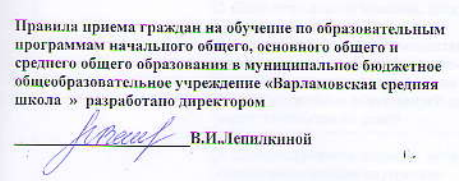 Правила приема граждан на обучение по образовательным
программам начального общего, основного общего и
среднего общего образования в муниципальное бюджетное
общеобразовательное учреждение «Варламовская средняя
школа » разработано директором
В.И.Лепилкиной